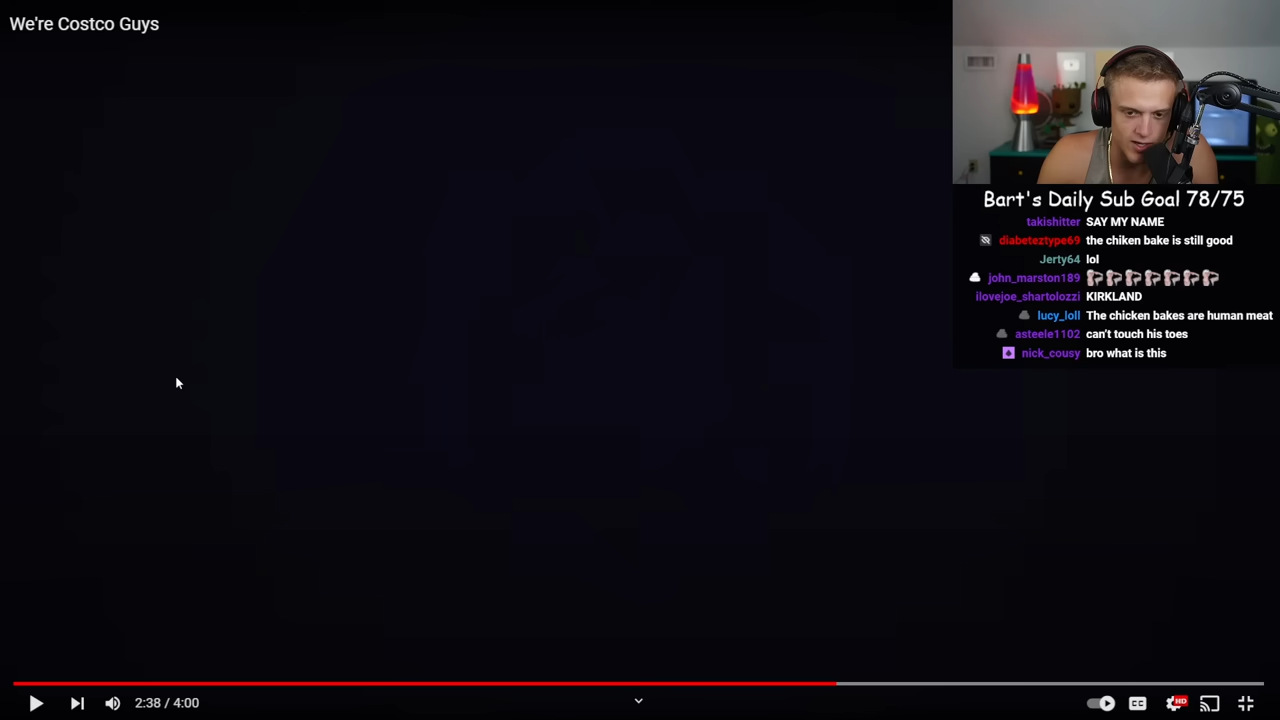 We're Costco Guys
Bart's Daily Sub Goal 78/75
takishitter SAY MY NAME
diabeteztype69 the chiken bake is still good
Jerty64 lol
john_marston189
ilovejoe_shartolozzi KIRKLAND
lucy_loll The chicken bakes are human meat
asteele1102 can't touch his toes
nick_cousy bro what is this
2:38 / 4:00
CC
HD